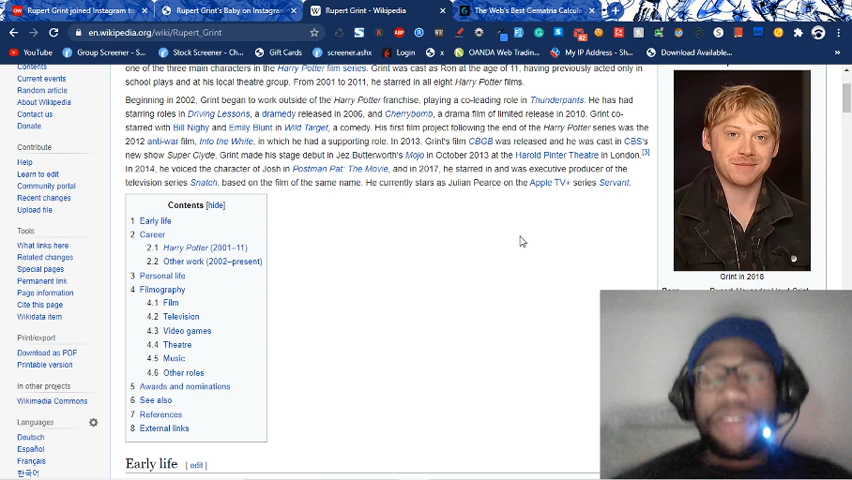 Rupert Grint joined Instagram to
Rupert Grint's Baby on Instagram
Rupert Grint - Wikipedia
The Web's Best Gematria Calcula
en.wikipedia.org/wiki/Rupert_Grint
YouTube
Group Screener - S...
Stock Screener - S...
Gift Cards
screener.ashx
Login
x
OANDA Web Tradin...
My IP Address - Sh...
Download Available...
Contents
Current events
Random article
About Wikipedia
Contact us
Donate
Contribute
Help
Learn to edit
Community portal
Recent changes
Upload file
Tools
What links here
Related changes
Special pages
Permanent link
Page information
Cite this page
Wikidata item
Print/export
Download as PDF
Printable version
In other projects
Wikimedia Commons
Languages
Deutsch
Español
Français
한국어
one of the three main characters in the Harry Potter film series. Grint was cast as Ron at the age of 11, having previously acted only in
school plays and at his local theatre group. From 2001 to 2011, he starred in all eight Harry Potter films.
Beginning in 2002, Grint began to work outside of the Harry Potter franchise, playing a co-leading role in Thunderpants. He has had
starring roles in Driving Lessons, a dramedy released in 2006, and Cherrybomb, a drama film of limited release in 2010. Grint co-
starred with Bill Nighy and Emily Blunt in Wild Target, a comedy. His first film project following the end of the Harry Potter series was the
2012 anti-war film, Into the White, in which he had a supporting role. In 2013, Grint's film CBGB was released and he was cast in CBS's
new show Super Clyde. Grint made his stage debut in Jez Butterworth's Mojo in October 2013 at the Harold Pinter Theatre in London.[3]
In 2014, he voiced the character of Josh in Postman Pat: The Movie, and in 2017, he starred in and was executive producer of the
television series Snatch, based on the film of the same name. He currently stars as Julian Pearce on the Apple TV+ series Servant.
Contents [hide]
1 Early life
2 Career
2.1 Harry Potter (2001–11)
2.2 Other work (2002–present)
3 Personal life
4 Filmography
4.1 Film
4.2 Television
4.3 Video games
4.4 Theatre
4.5 Music
4.6 Other roles
5 Awards and nominations
6 See also
7 References
8 External links
Early life [ edit ]
Grint in 2018